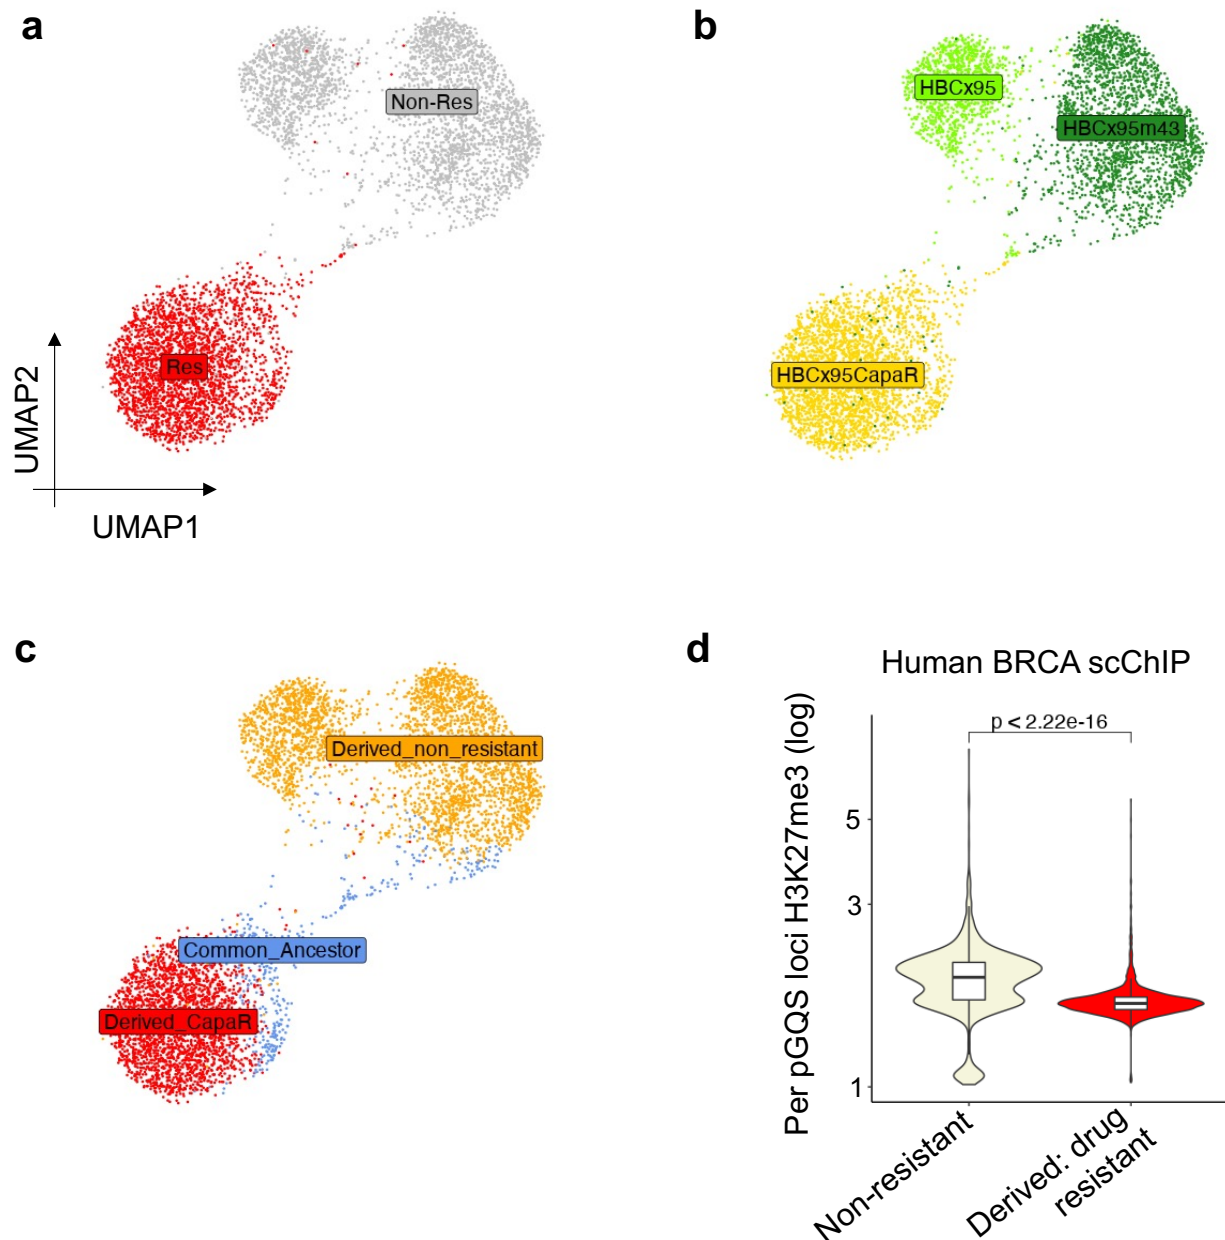 a
Non-Res
Res
UMAP2
UMAP1
b
HBCx95
HBCx95m43
HBCx95CapaR
c
Derived_non_resistant
Common_Ancestor
Derived_CapaR
d
Human BRCA scChIP
p < 2.22e-16
Per pGQS loci H3K27me3 (log)
5
3
1
Non-resistant
Derived: drug
resistant